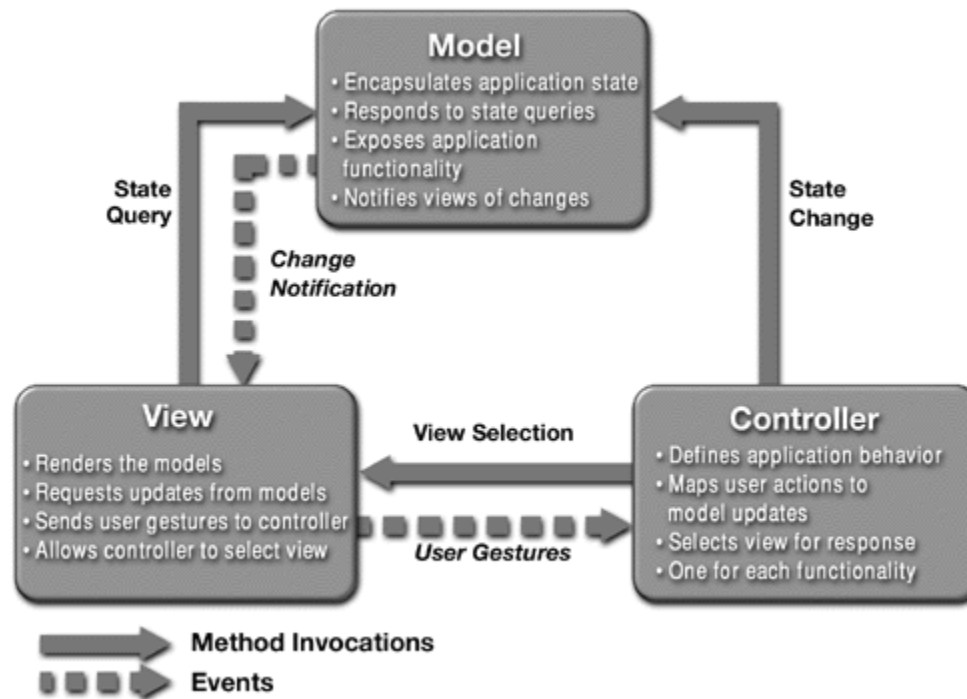 Model
• Encapsulates application state
• Responds to state queries
• Exposes application
functionality
• Notifies views of changes
State
Query
State
Change
Change
Notification
View
• Renders the models
• Requests updates from models
• Sends user gestures to controller
• Allows controller to select view
View Selection
User Gestures
Controller
• Defines application behavior
• Maps user actions to
model updates
• Selects view for response
• One for each functionality
Method Invocations
Events